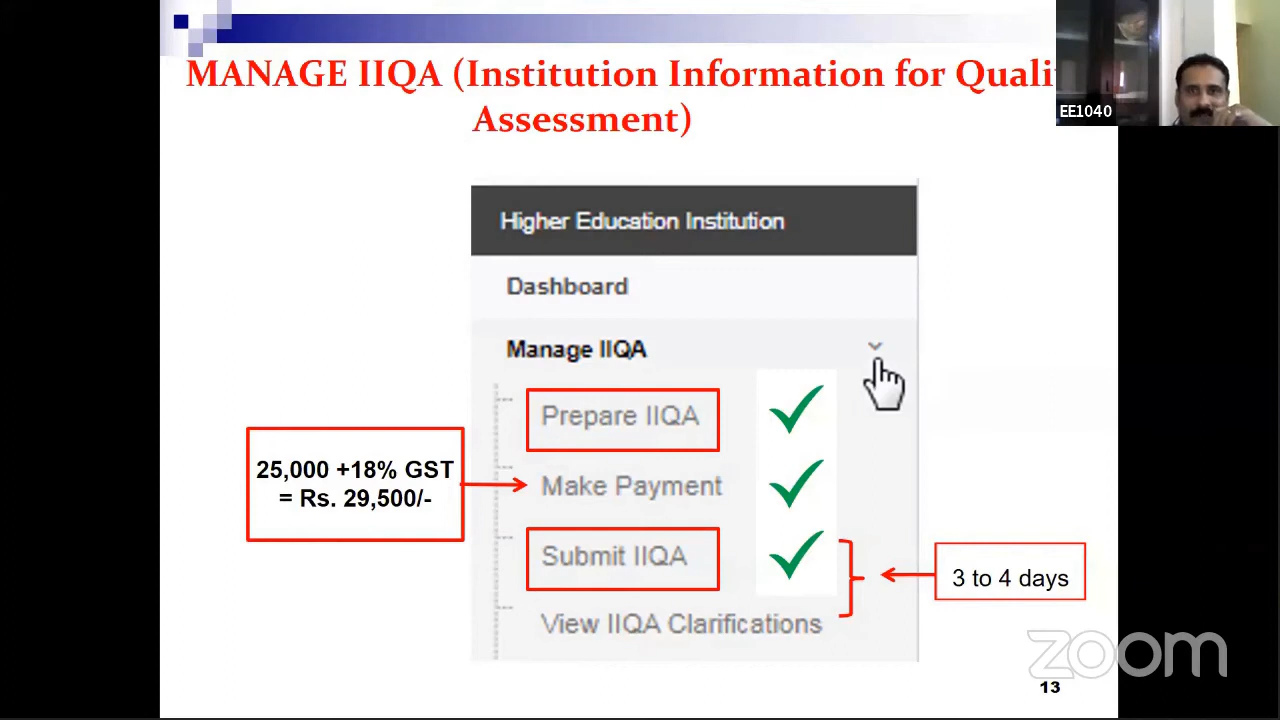 MANAGE IIQA (Institution Information for Quali
Assessment)
EE1040
Higher Education Institution
Dashboard
Manage IIQA
Prepare IIQA
25,000 +18% GST
= Rs. 29,500/-
Make Payment
Submit IIQA
3 to 4 days
View IIQA Clarifications
zoom
13